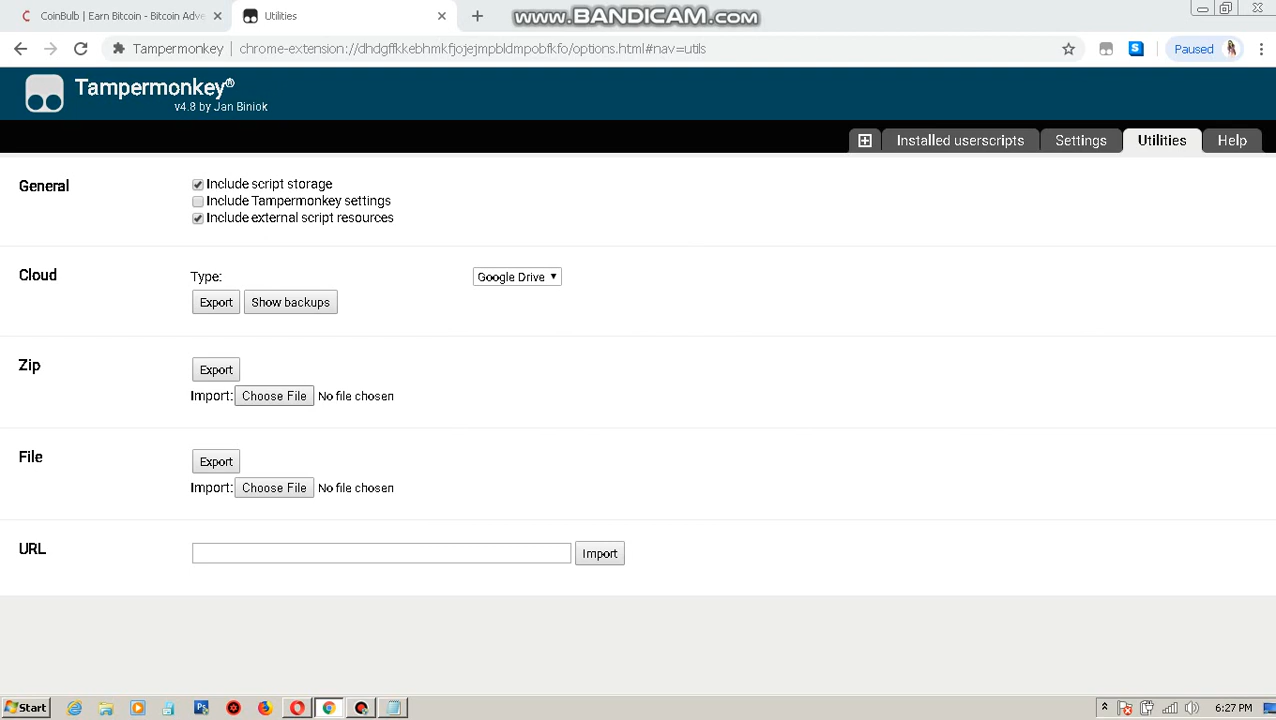 CoinBulb | Earn Bitcoin - Bitcoin Adve
Utilities
www.BANDICAM.com
Tampermonkey
chrome-extension://dhdgffkkebhmkfjojejmpbldmpobfkfo/options.html#nav=utils
Paused
Tampermonkey®
v4.8 by Jan Biniok
Installed userscripts
Settings
Utilities
Help
General
Include script storage
Include Tampermonkey settings
Include external script resources
Cloud
Type:
Google Drive
Export
Show backups
Zip
Export
Import: Choose File No file chosen
File
Export
Import: Choose File No file chosen
URL
Import
Start
6:27 PM